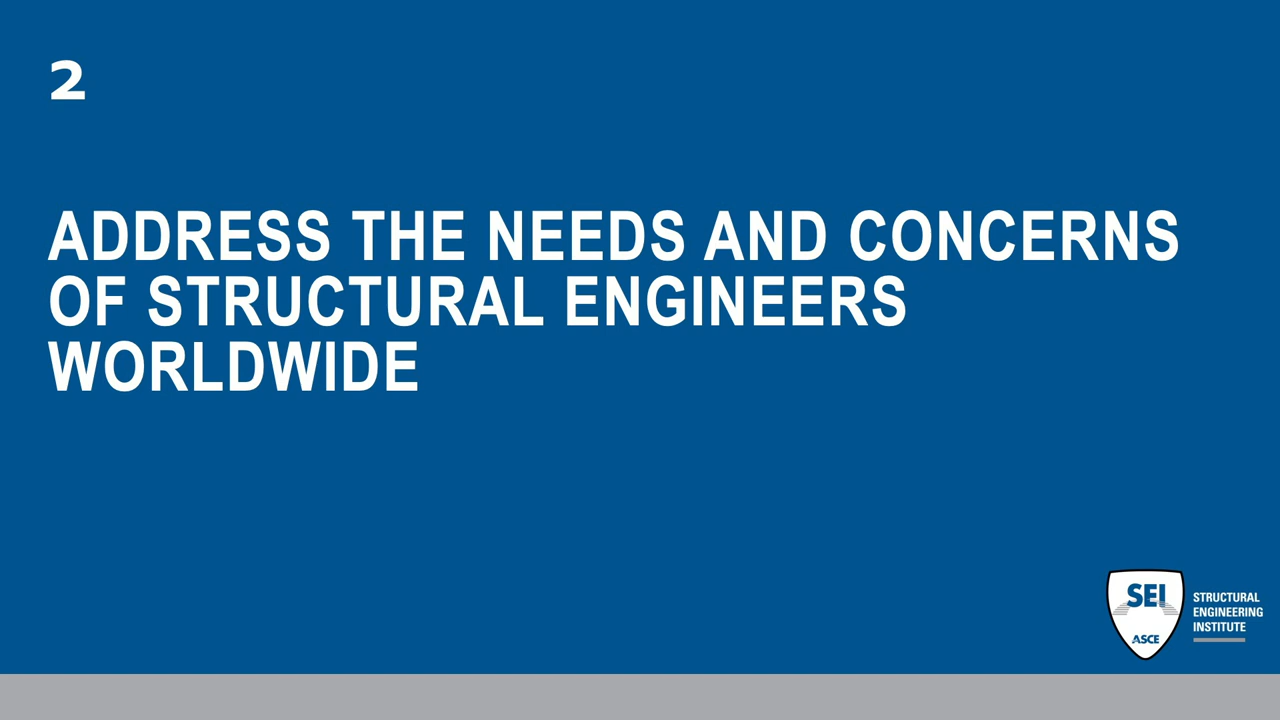 2
ADDRESS THE NEEDS AND CONCERNS
OF STRUCTURAL ENGINEERS
WORLDWIDE
SEI
ASCE
STRUCTURAL
ENGINEERING
INSTITUTE